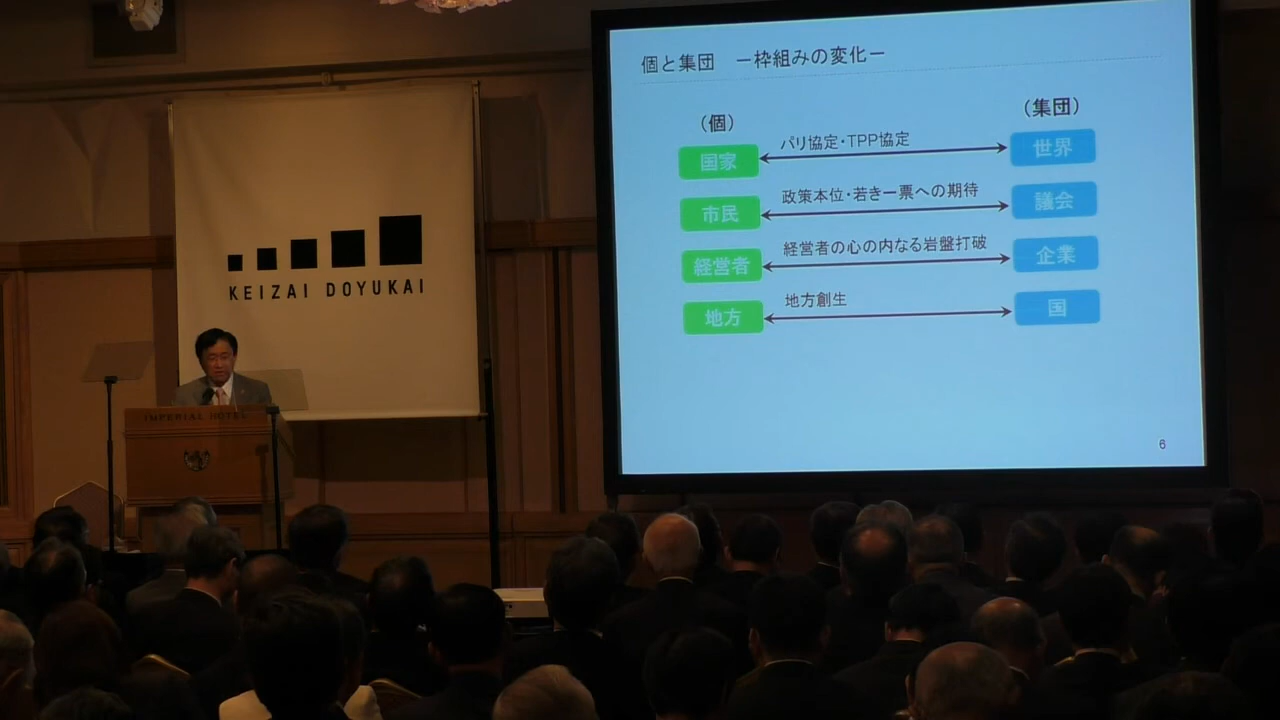 個と集団　－枠組みの変化－
（個）
（集団）
国家
パリ協定・TPP協定
世界
市民
政策本位・若き一票への期待
議会
経営者
経営者の心の内なる岩盤打破
企業
地方
地方創生
国
6
KEIZAI DOYUKAI
IMPERIAL HOTEL